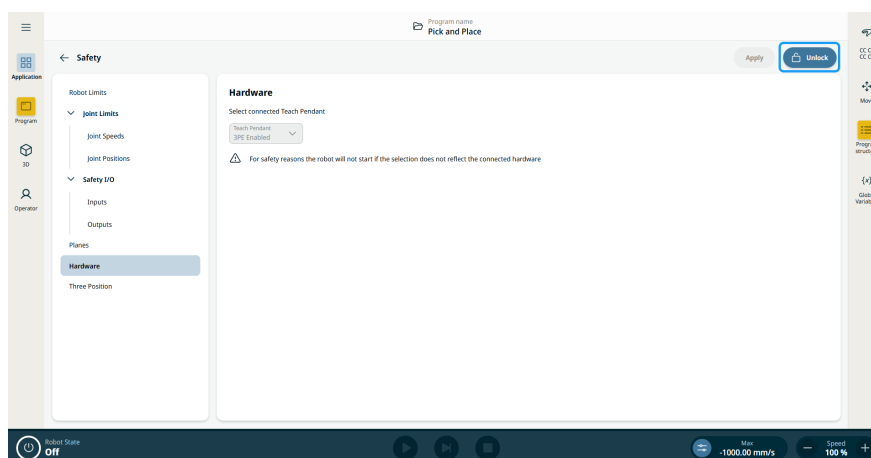 Program name
Pick and Place
Safety
Apply
Unlock
Application
Program
3D
Operator
Robot Limits
Joint Limits
Joint Speeds
Joint Positions
Safety I/O
Inputs
Outputs
Planes
Hardware
Three Position
Hardware
Select connected Teach Pendant
Teach Pendant
3PE Enabled
For safety reasons the robot will not start if the selection does not reflect the connected hardware
{x}
Robot State
Off
Max
-1000.00 mm/s
Speed
100 %